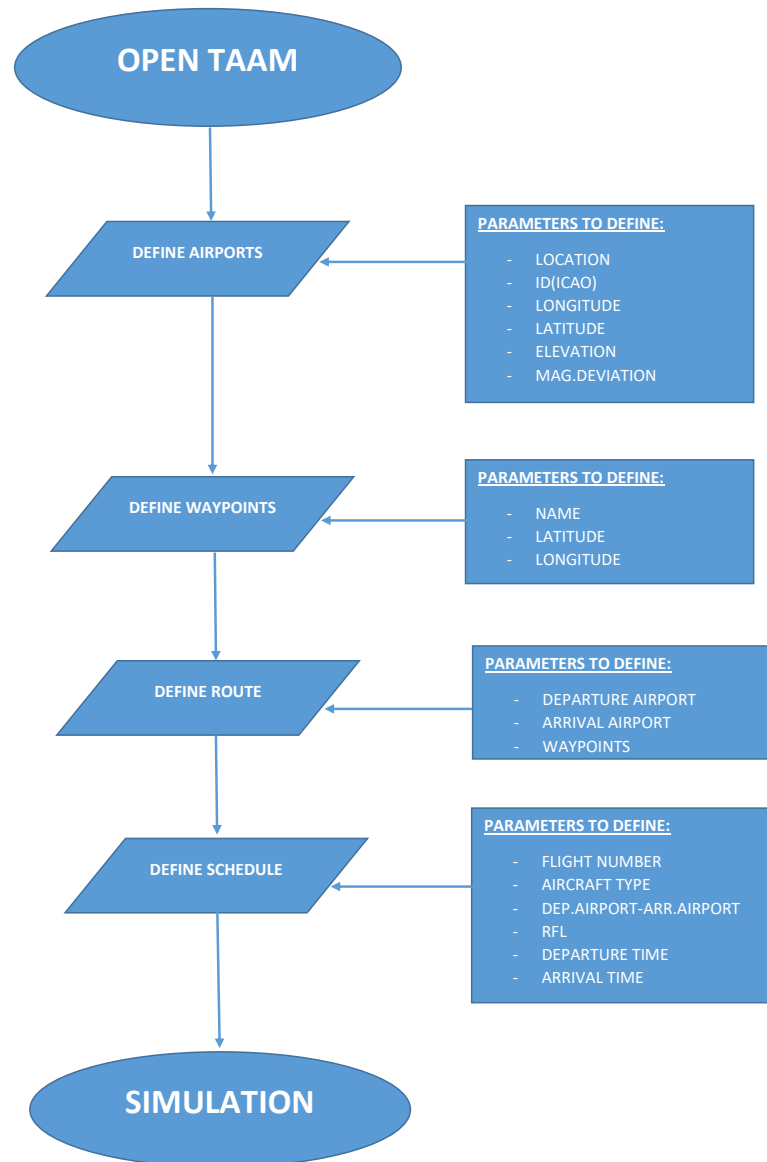 OPEN TAAM
DEFINE AIRPORTS
PARAMETERS TO DEFINE:
- LOCATION
- ID(ICAO)
- LONGITUDE
- LATITUDE
- ELEVATION
- MAG.DEVIATION
DEFINE WAYPOINTS
PARAMETERS TO DEFINE:
- NAME
- LATITUDE
- LONGITUDE
DEFINE ROUTE
PARAMETERS TO DEFINE:
- DEPARTURE AIRPORT
- ARRIVAL AIRPORT
- WAYPOINTS
DEFINE SCHEDULE
PARAMETERS TO DEFINE:
- FLIGHT NUMBER
- AIRCRAFT TYPE
- DEP.AIRPORT-ARR.AIRPORT
- RFL
- DEPARTURE TIME
- ARRIVAL TIME
SIMULATION